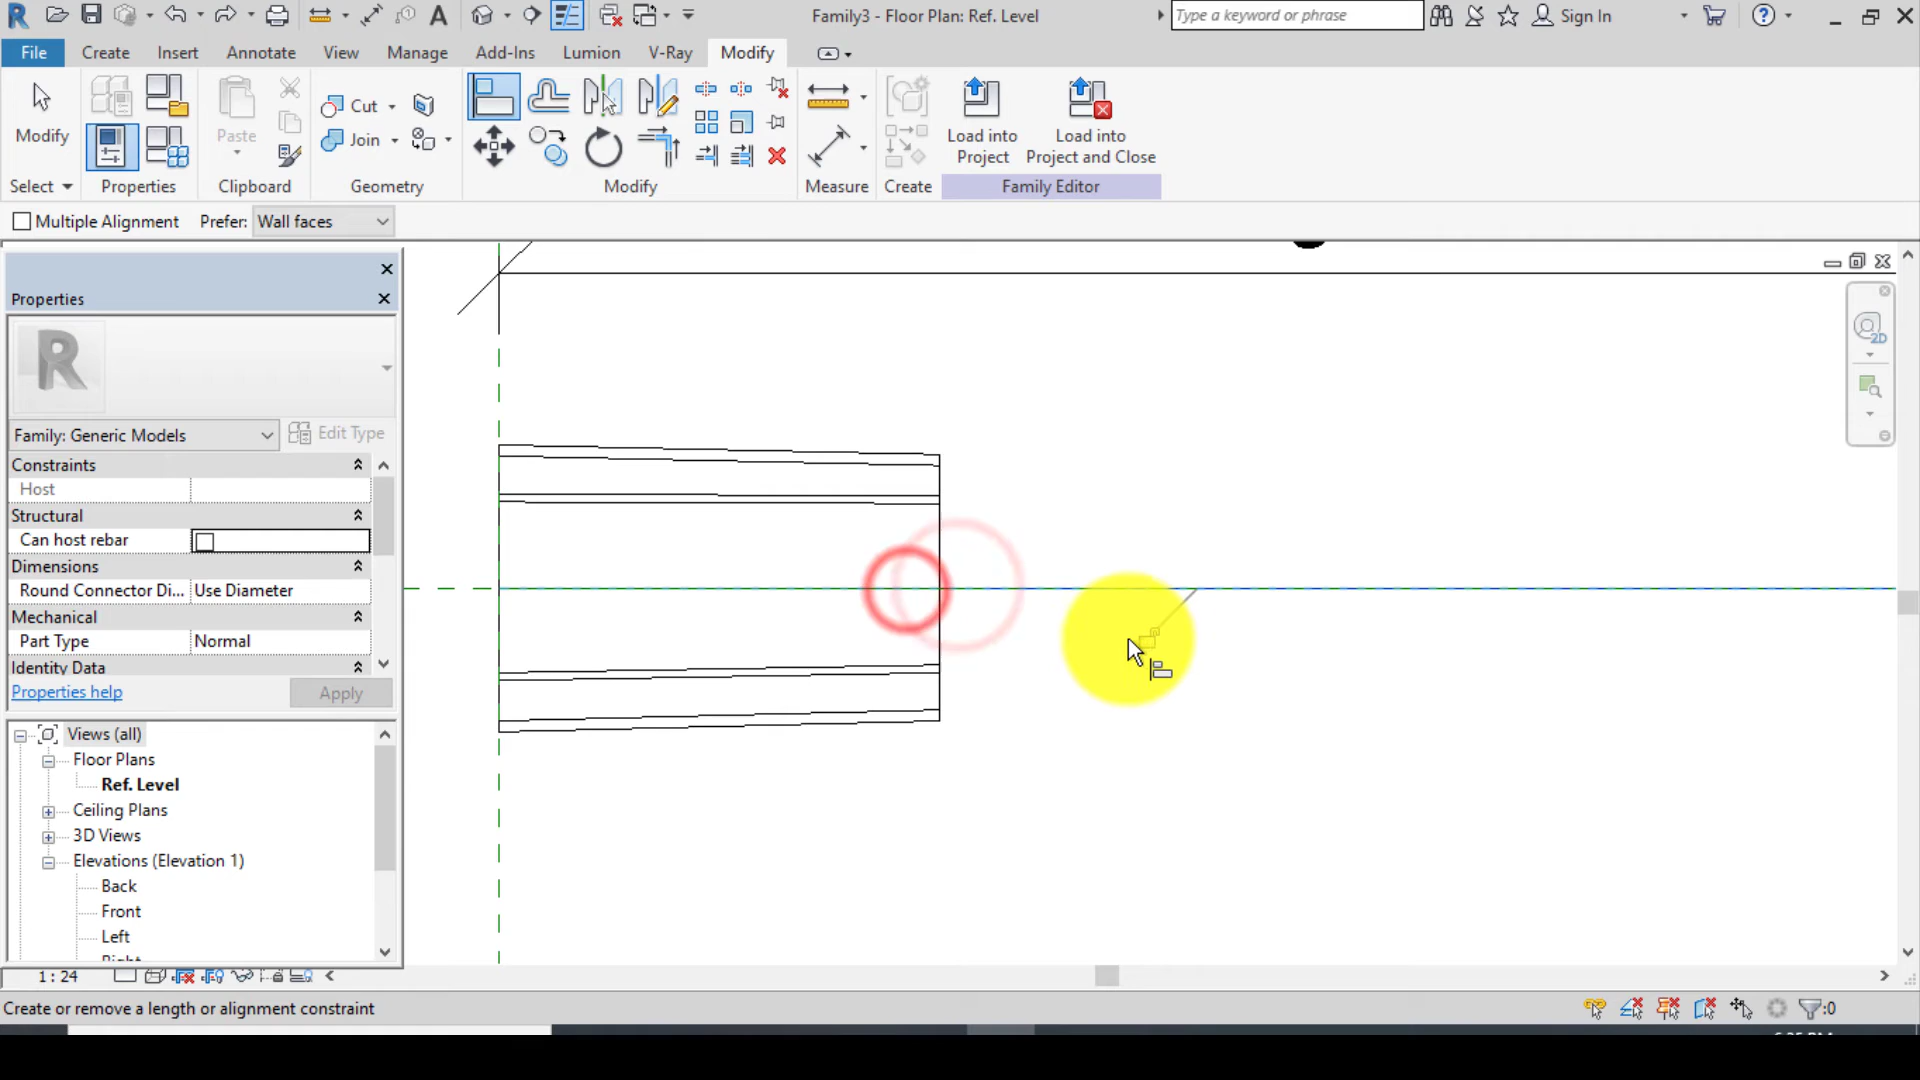 Family3 - Floor Plan: Ref. Level
Type a keyword or phrase
Sign In
File
Create
Insert
Annotate
View
Manage
Add-Ins
Lumion
V-Ray
Modify
Modify
Paste
Cut
Join
Load into
Project
Load into
Project and Close
Select
Properties
Clipboard
Geometry
Modify
Measure
Create
Family Editor
Multiple Alignment
Prefer:
Wall faces
Properties
Family: Generic Models
Edit Type
Constraints
Host
Structural
Can host rebar
Dimensions
Round Connector Di...
Use Diameter
Mechanical
Part Type
Normal
Identity Data
Properties help
Apply
Views (all)
Floor Plans
Ref. Level
Ceiling Plans
3D Views
Elevations (Elevation 1)
Back
Front
Left
2D
1 : 24
Create or remove a length or alignment constraint
:0